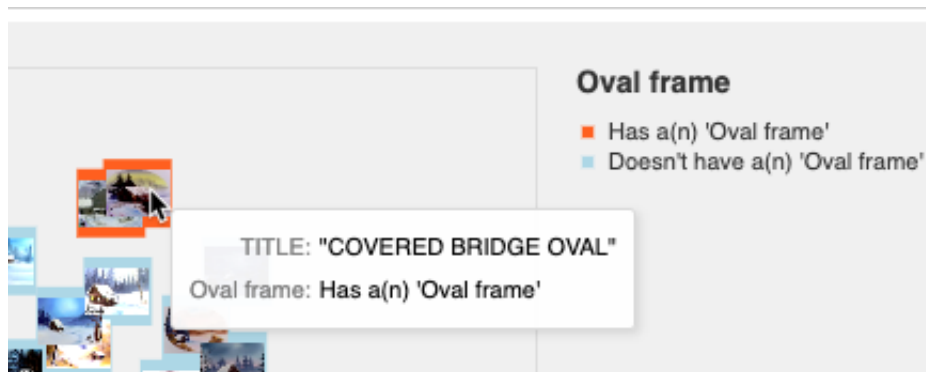 Oval frame
Has a(n) 'Oval frame'
Doesn't have a(n) 'Oval frame'
TITLE: "COVERED BRIDGE OVAL"
Oval frame: Has a(n) 'Oval frame'